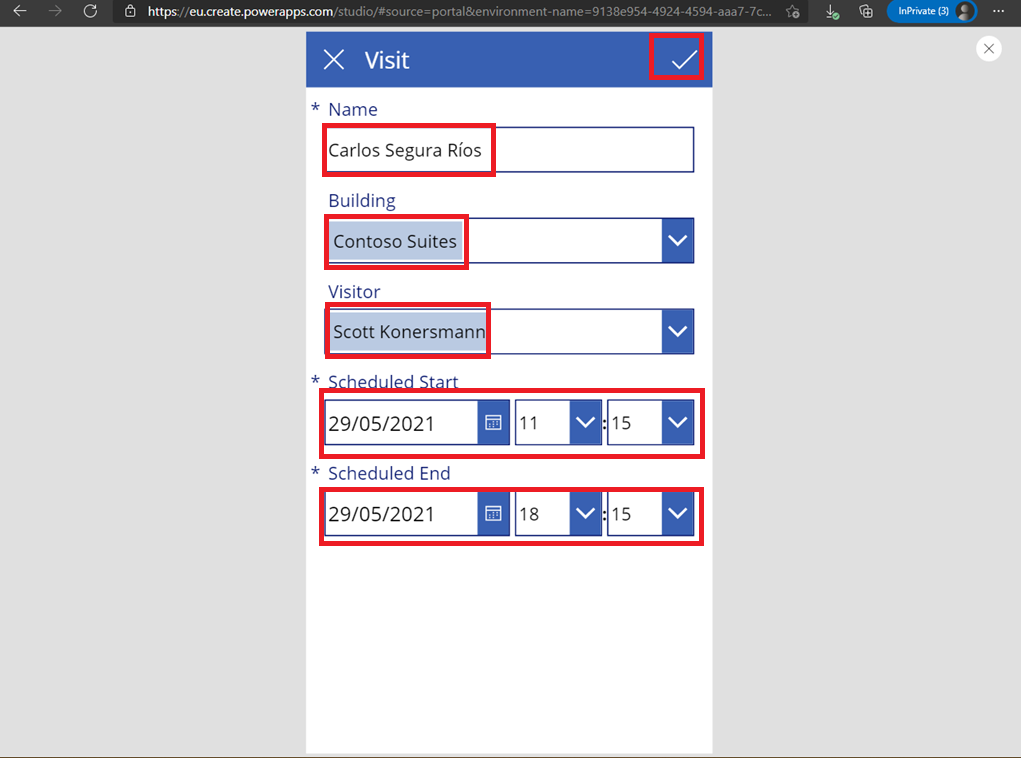 https://eu.create.powerapps.com/studio/#source=portal&environment-name=9138e954-4924-4594-aaa7-7c...
InPrivate (3)
Visit
* Name
Carlos Segura Ríos
Building
Contoso Suites
Visitor
Scott Konersmann
* Scheduled Start
29/05/2021 11 : 15
* Scheduled End
29/05/2021 18 : 15